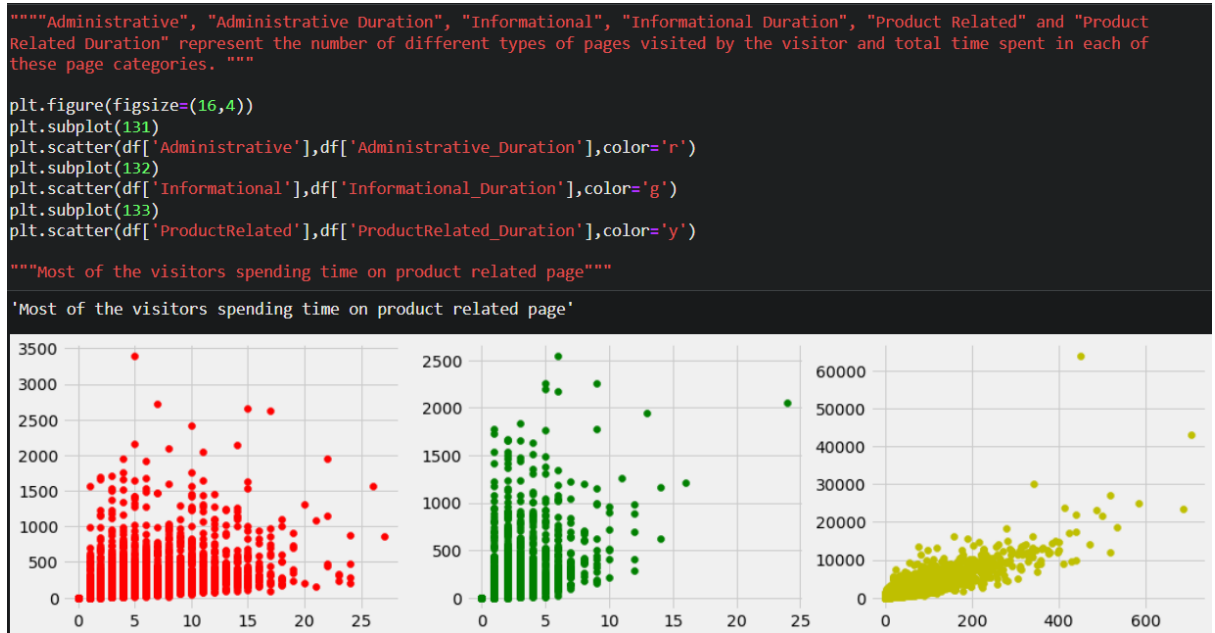 """"Administrative", "Administrative Duration", "Informational", "Informational Duration", "Product Related" and "Product
Related Duration" represent the number of different types of pages visited by the visitor and total time spent in each of
these page categories. """
plt.figure(figsize=(16,4))
plt.subplot(131)
plt.scatter(df['Administrative'],df['Administrative_Duration'],color='r')
plt.subplot(132)
plt.scatter(df['Informational'],df['Informational_Duration'],color='g')
plt.subplot(133)
plt.scatter(df['ProductRelated'],df['ProductRelated_Duration'],color='y')
"""Most of the visitors spending time on product related page"""
'Most of the visitors spending time on product related page'
3500
3000
2500
2000
1500
1000
500
0
0 5 10 15 20 25
2500
2000
1500
1000
500
0
0 5 10 15 20 25
60000
50000
40000
30000
20000
10000
0
0 200 400 600